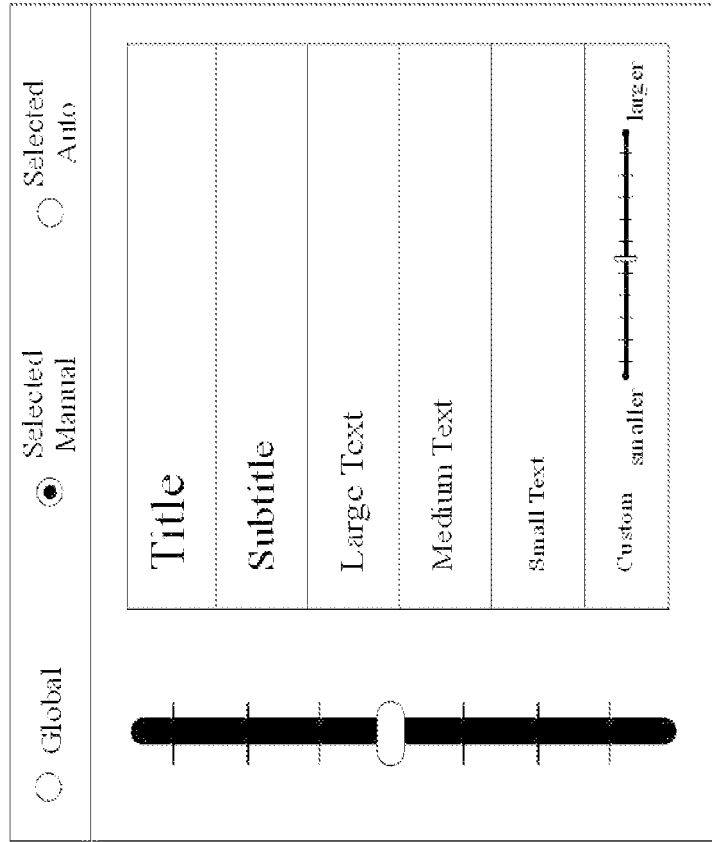 Global
Selected
Manual
Selected
Auto
Title
Subtitle
Large Text
Medium Text
Small Text
Custom
smaller
larger